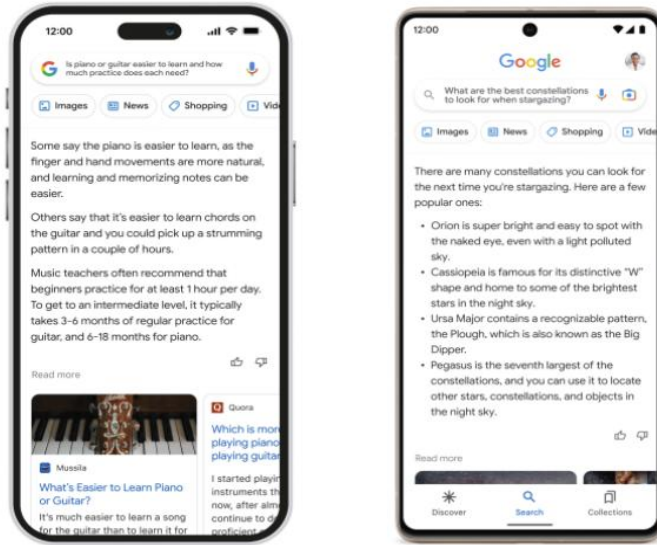 12:00
Is piano or guitar easier to learn and how
much practice does each need?
Images
News
Shopping
Some say the piano is easier to learn, as the
finger and hand movements are more natural,
and learning and memorizing notes can be
easier.
Others say that it's easier to learn chords on
the guitar and you could pick up a strumming
pattern in a couple of hours.
Music teachers often recommend that
beginners practice for at least 1 hour per day.
To get to an intermediate level, it typically
takes 3-6 months of regular practice for
guitar, and 6-18 months for piano.
Read more
Mussila
What's Easier to Learn Piano
or Guitar?
It's much easier to learn a song
for the guitar than to learn it for
Quora
Which is more
playing piano
playing guitar
I started playin
instruments th
now, after alm
continue to de
12:00
Google
What are the best constellations
to look for when stargazing?
Images
News
Shopping
Vide
There are many constellations you can look for
the next time you're stargazing. Here are a few
popular ones:
• Orion is super bright and easy to spot with
the naked eye, even with a light polluted
sky.
• Cassiopeia is famous for its distinctive "W"
shape and home to some of the brightest
stars in the night sky.
• Ursa Major contains a recognizable pattern,
the Plough, which is also known as the Big
Dipper.
• Pegasus is the seventh largest of the
constellations, and you can use it to locate
other stars, constellations, and objects in
the night sky.
Read more
Discover
Search
Collections